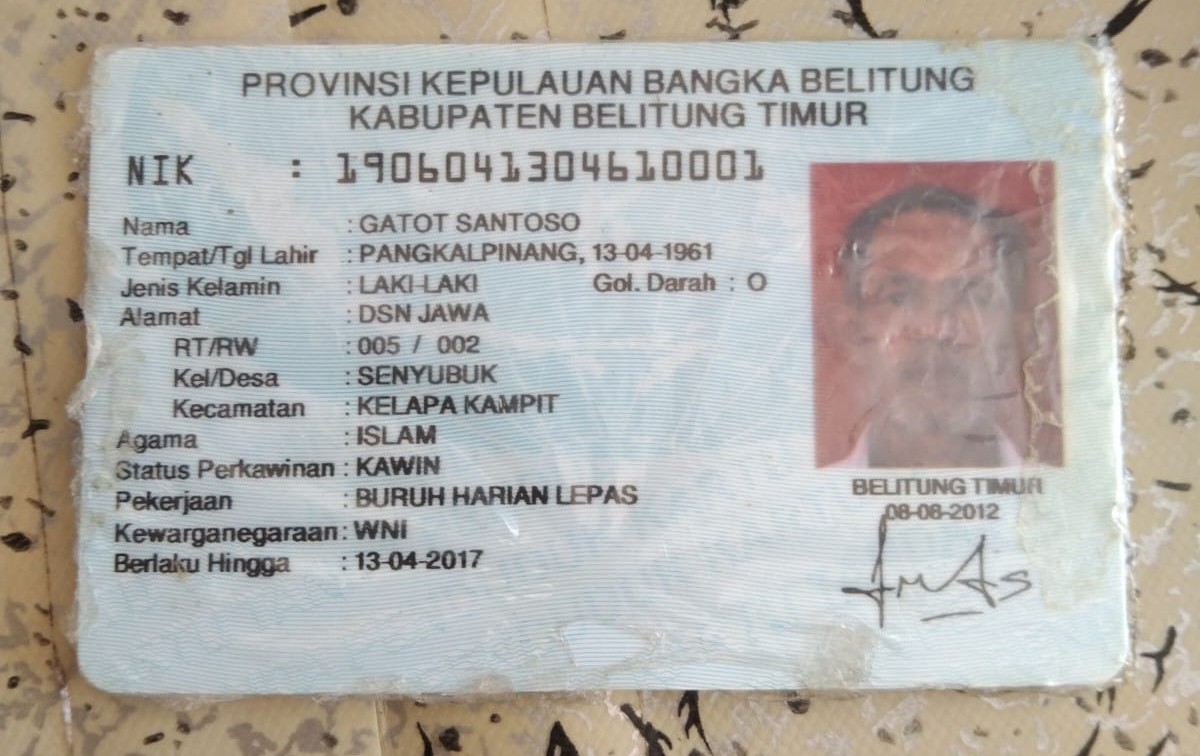 PROVINSI KEPULAUAN BANGKA BELITUNG
KABUPATEN BELITUNG TIMUR
NIK : 1906041304610001
Nama : GATOT SANTOSO
Tempat/Tgl Lahir : PANGKALPINANG, 13-04-1961
Jenis Kelamin : LAKI-LAKI Gol. Darah : O
Alamat : DSN JAWA
RT/RW : 005 / 002
Kel/Desa : SENYUBUK
Kecamatan : KELAPA KAMPIT
Agama : ISLAM
Status Perkawinan : KAWIN
Pekerjaan : BURUH HARIAN LEPAS
Kewarganegaraan : WNI
Berlaku Hingga : 13-04-2017
BELITUNG TIMUR
08-08-2012